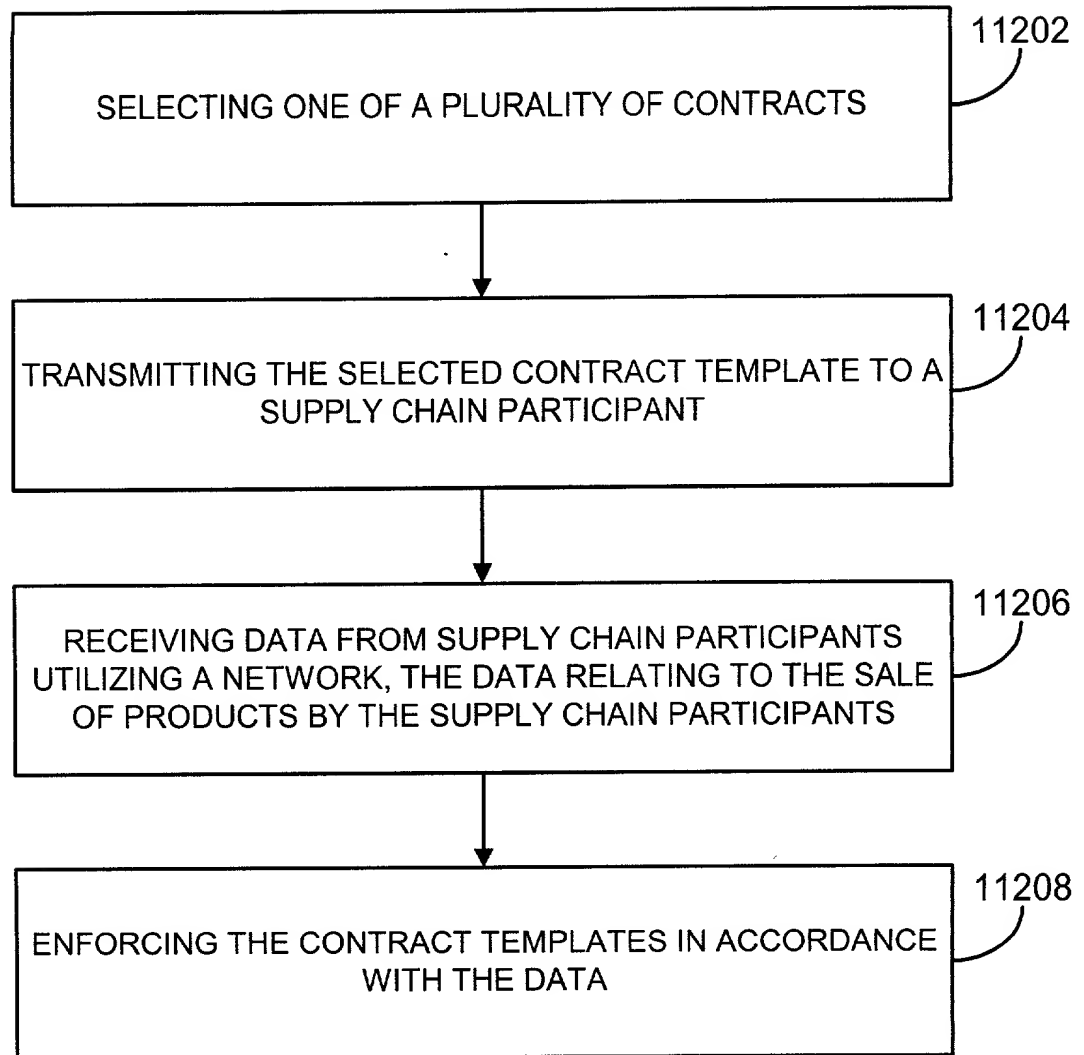 11202
SELECTING ONE OF A PLURALITY OF CONTRACTS
11204
TRANSMITTING THE SELECTED CONTRACT TEMPLATE TO A
SUPPLY CHAIN PARTICIPANT
11206
RECEIVING DATA FROM SUPPLY CHAIN PARTICIPANTS
UTILIZING A NETWORK, THE DATA RELATING TO THE SALE
OF PRODUCTS BY THE SUPPLY CHAIN PARTICIPANTS
11208
ENFORCING THE CONTRACT TEMPLATES IN ACCORDANCE
WITH THE DATA